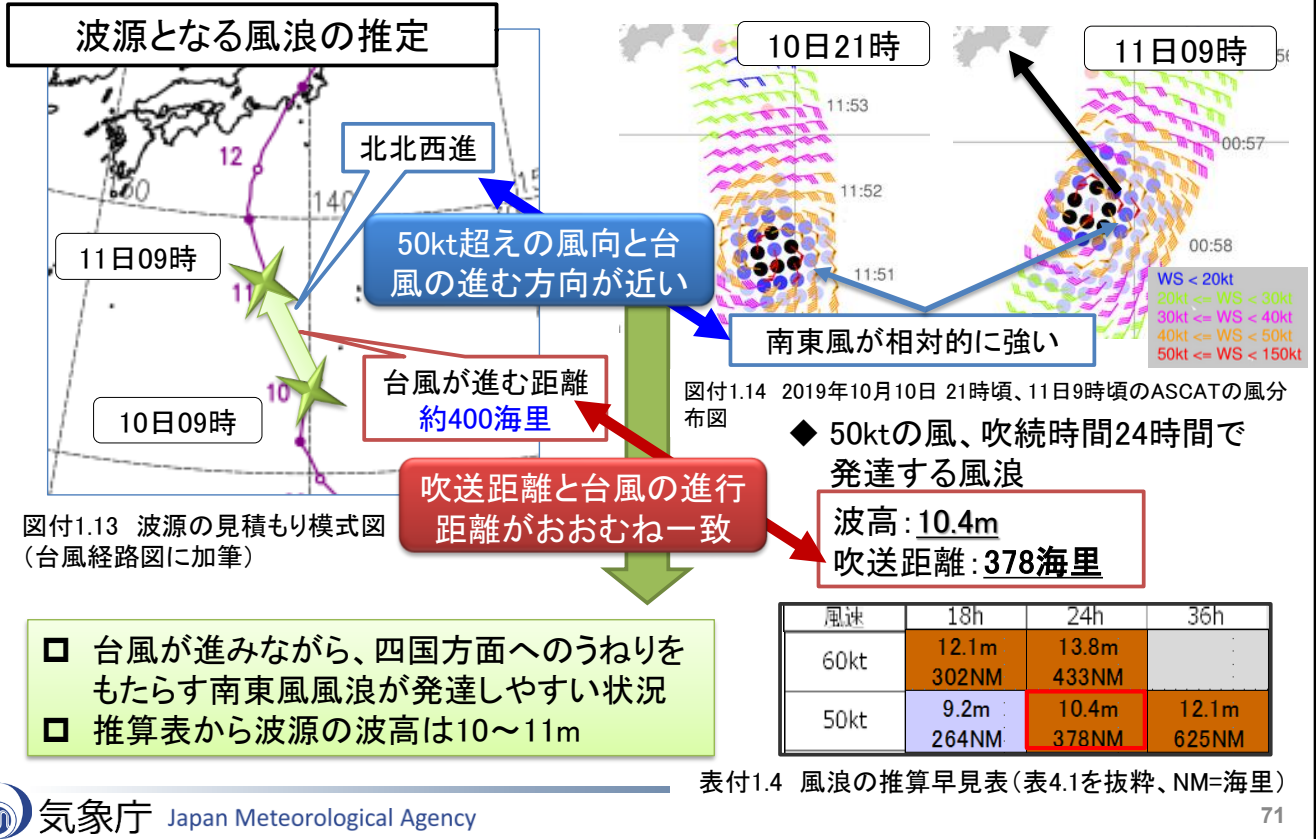 波源となる風浪の推定
10日21時
11日09時
北北西進
12
140
11:53
11:52
11:51
00:57
00:58
11日09時
11
50kt超えの風向と台
風の進む方向が近い
WS < 20kt
20kt <= WS < 30kt
30kt <= WS < 40kt
40kt <= WS < 50kt
50kt <= WS < 150kt
南東風が相対的に強い
台風が進む距離
約400海里
10
10日09時
図付1.14 2019年10月10日 21時頃、11日9時頃のASCATの風分
布図
◆ 50ktの風、吹続時間24時間で
発達する風浪
吹送距離と台風の進行
距離がおおむね一致
波高:10.4m
吹送距離:378海里
図付1.13 波源の見積もり模式図
(台風経路図に加筆)
風速 18h 24h 36h
60kt 12.1m 13.8m
302NM 433NM
50kt 9.2m 10.4m 12.1m
264NM 378NM 625NM
表付1.4 風浪の推算早見表(表4.1を抜粋、NM=海里)
台風が進みながら、四国方面へのうねりを
もたらす南東風風浪が発達しやすい状況
推算表から波源の波高は10~11m
気象庁 Japan Meteorological Agency
71